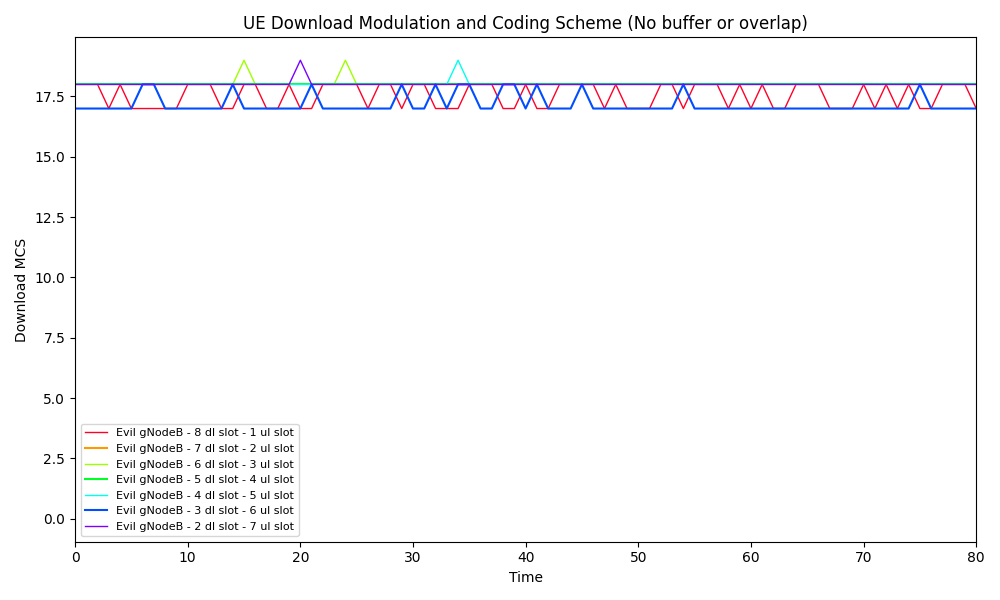 UE Download Modulation and Coding Scheme (No buffer or overlap)
Download MCS
17.5
15.0
12.5
10.0
7.5
5.0
2.5
0.0
Evil gNodeB - 8 dl slot - 1 ul slot
Evil gNodeB - 7 dl slot - 2 ul slot
Evil gNodeB - 6 dl slot - 3 ul slot
Evil gNodeB - 5 dl slot - 4 ul slot
Evil gNodeB - 4 dl slot - 5 ul slot
Evil gNodeB - 3 dl slot - 6 ul slot
Evil gNodeB - 2 dl slot - 7 ul slot
0 10 20 30 40 50 60 70 80
Time